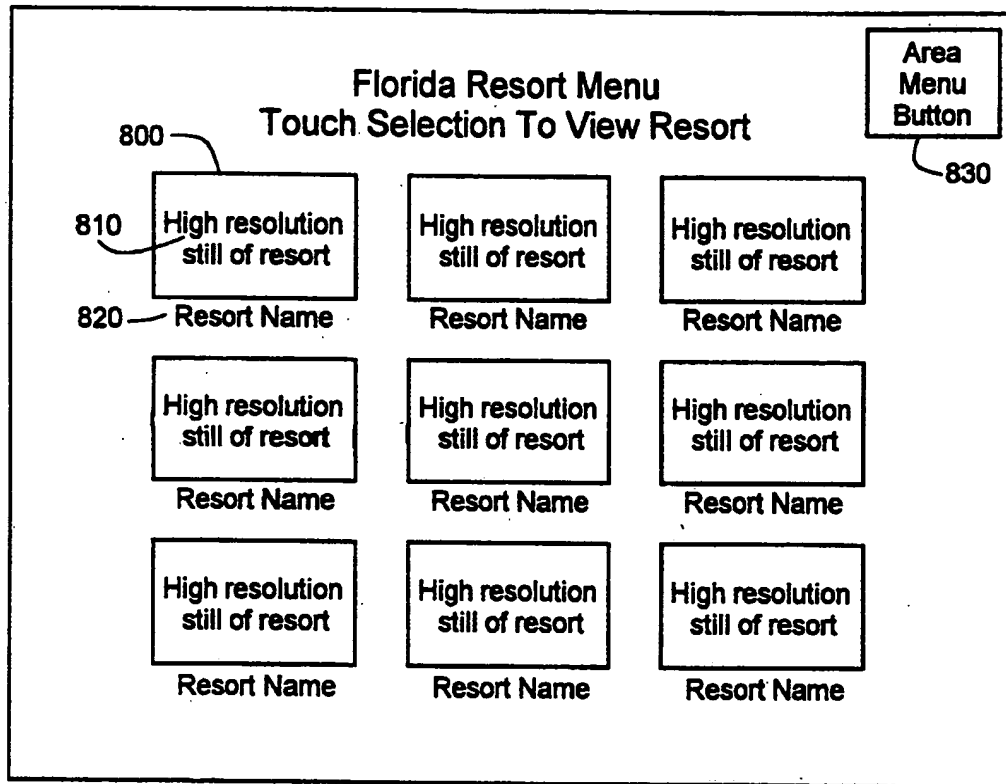 Area
Menu
Button
Florida Resort Menu
Touch Selection To View Resort
800
830
810
High resolution
still of resort
High resolution
still of resort
High resolution
still of resort
820
Resort Name
Resort Name
Resort Name
High resolution
still of resort
High resolution
still of resort
High resolution
still of resort
Resort Name
Resort Name
Resort Name
High resolution
still of resort
High resolution
still of resort
High resolution
still of resort
Resort Name
Resort Name
Resort Name